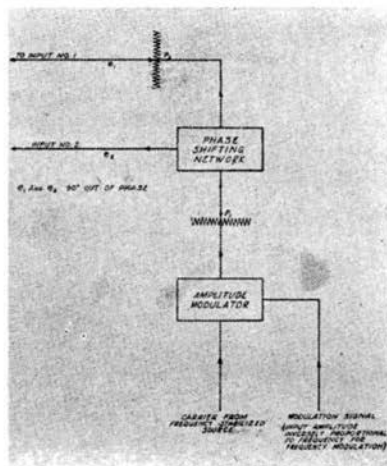 TO INPUT NO. 1
P2
e1
PHASE
SHIFTING
NETWORK
INPUT NO. 2
e2
e1 AND e2 90° OUT OF PHASE
P1
AMPLITUDE
MODULATOR
CARRIER FROM
FREQUENCY STABILIZED
SOURCE
MODULATION SIGNAL
(INPUT AMPLITUDE
INVERSELY PROPORTIONAL
TO FREQUENCY FOR
FREQUENCY MODULATION)